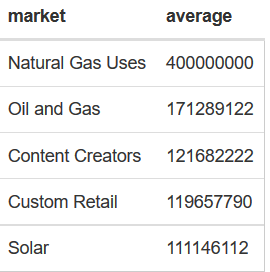 market average
Natural Gas Uses 400000000
Oil and Gas 171289122
Content Creators 121682222
Custom Retail 119657790
Solar 111146112